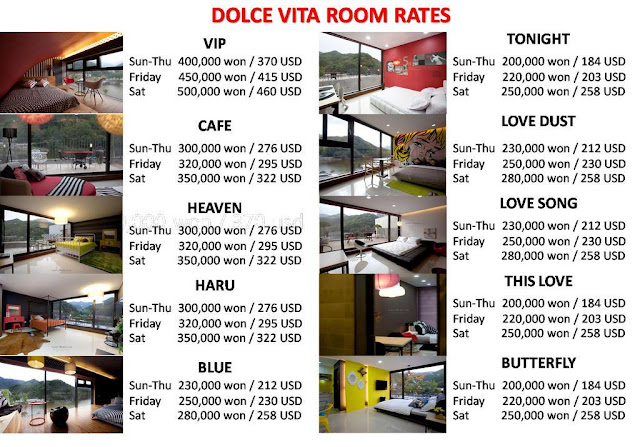 DOLCE VITA ROOM RATES
VIP
Sun-Thu 400,000 won / 370 USD
Friday 450,000 won / 415 USD
Sat 500,000 won / 460 USD
CAFE
Sun-Thu 300,000 won / 276 USD
Friday 320,000 won / 295 USD
Sat 350,000 won / 322 USD
HEAVEN
Sun-Thu 300,000 won / 276 USD
Friday 320,000 won / 295 USD
Sat 350,000 won / 322 USD
HARU
Sun-Thu 300,000 won / 276 USD
Friday 320,000 won / 295 USD
Sat 350,000 won / 322 USD
BLUE
Sun-Thu 230,000 won / 212 USD
Friday 250,000 won / 230 USD
Sat 280,000 won / 258 USD
TONIGHT
Sun-Thu 200,000 won / 184 USD
Friday 220,000 won / 203 USD
Sat 250,000 won / 258 USD
LOVE DUST
Sun-Thu 230,000 won / 212 USD
Friday 250,000 won / 230 USD
Sat 280,000 won / 258 USD
LOVE SONG
Sun-Thu 230,000 won / 212 USD
Friday 250,000 won / 230 USD
Sat 280,000 won / 258 USD
THIS LOVE
Sun-Thu 200,000 won / 184 USD
Friday 220,000 won / 203 USD
Sat 250,000 won / 258 USD
BUTTERFLY
Sun-Thu 200,000 won / 184 USD
Friday 220,000 won / 203 USD
Sat 250,000 won / 258 USD